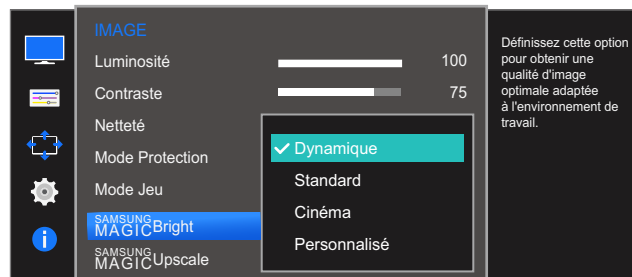 IMAGE
Luminosité 100
Contraste 75
Netteté
Mode Protection
Mode Jeu
SAMSUNG
MAGICBright
SAMSUNG
MAGICUpscale
Dynamique
Standard
Cinéma
Personnalisé
Définissez cette option
pour obtenir une
qualité d'image
optimale adaptée
à l'environnement de
travail.